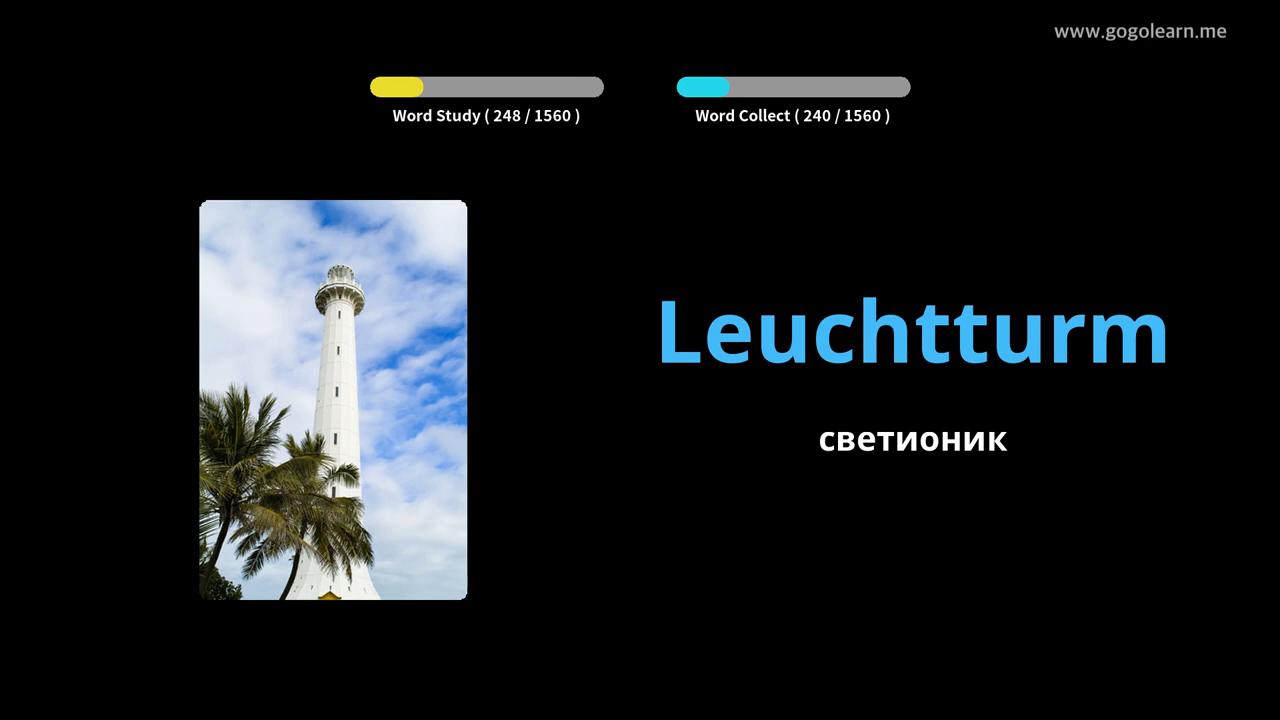 www.gogolearn.me
Word Study ( 248 / 1560 )
Word Collect ( 240 / 1560 )
Leuchtturm
светионик